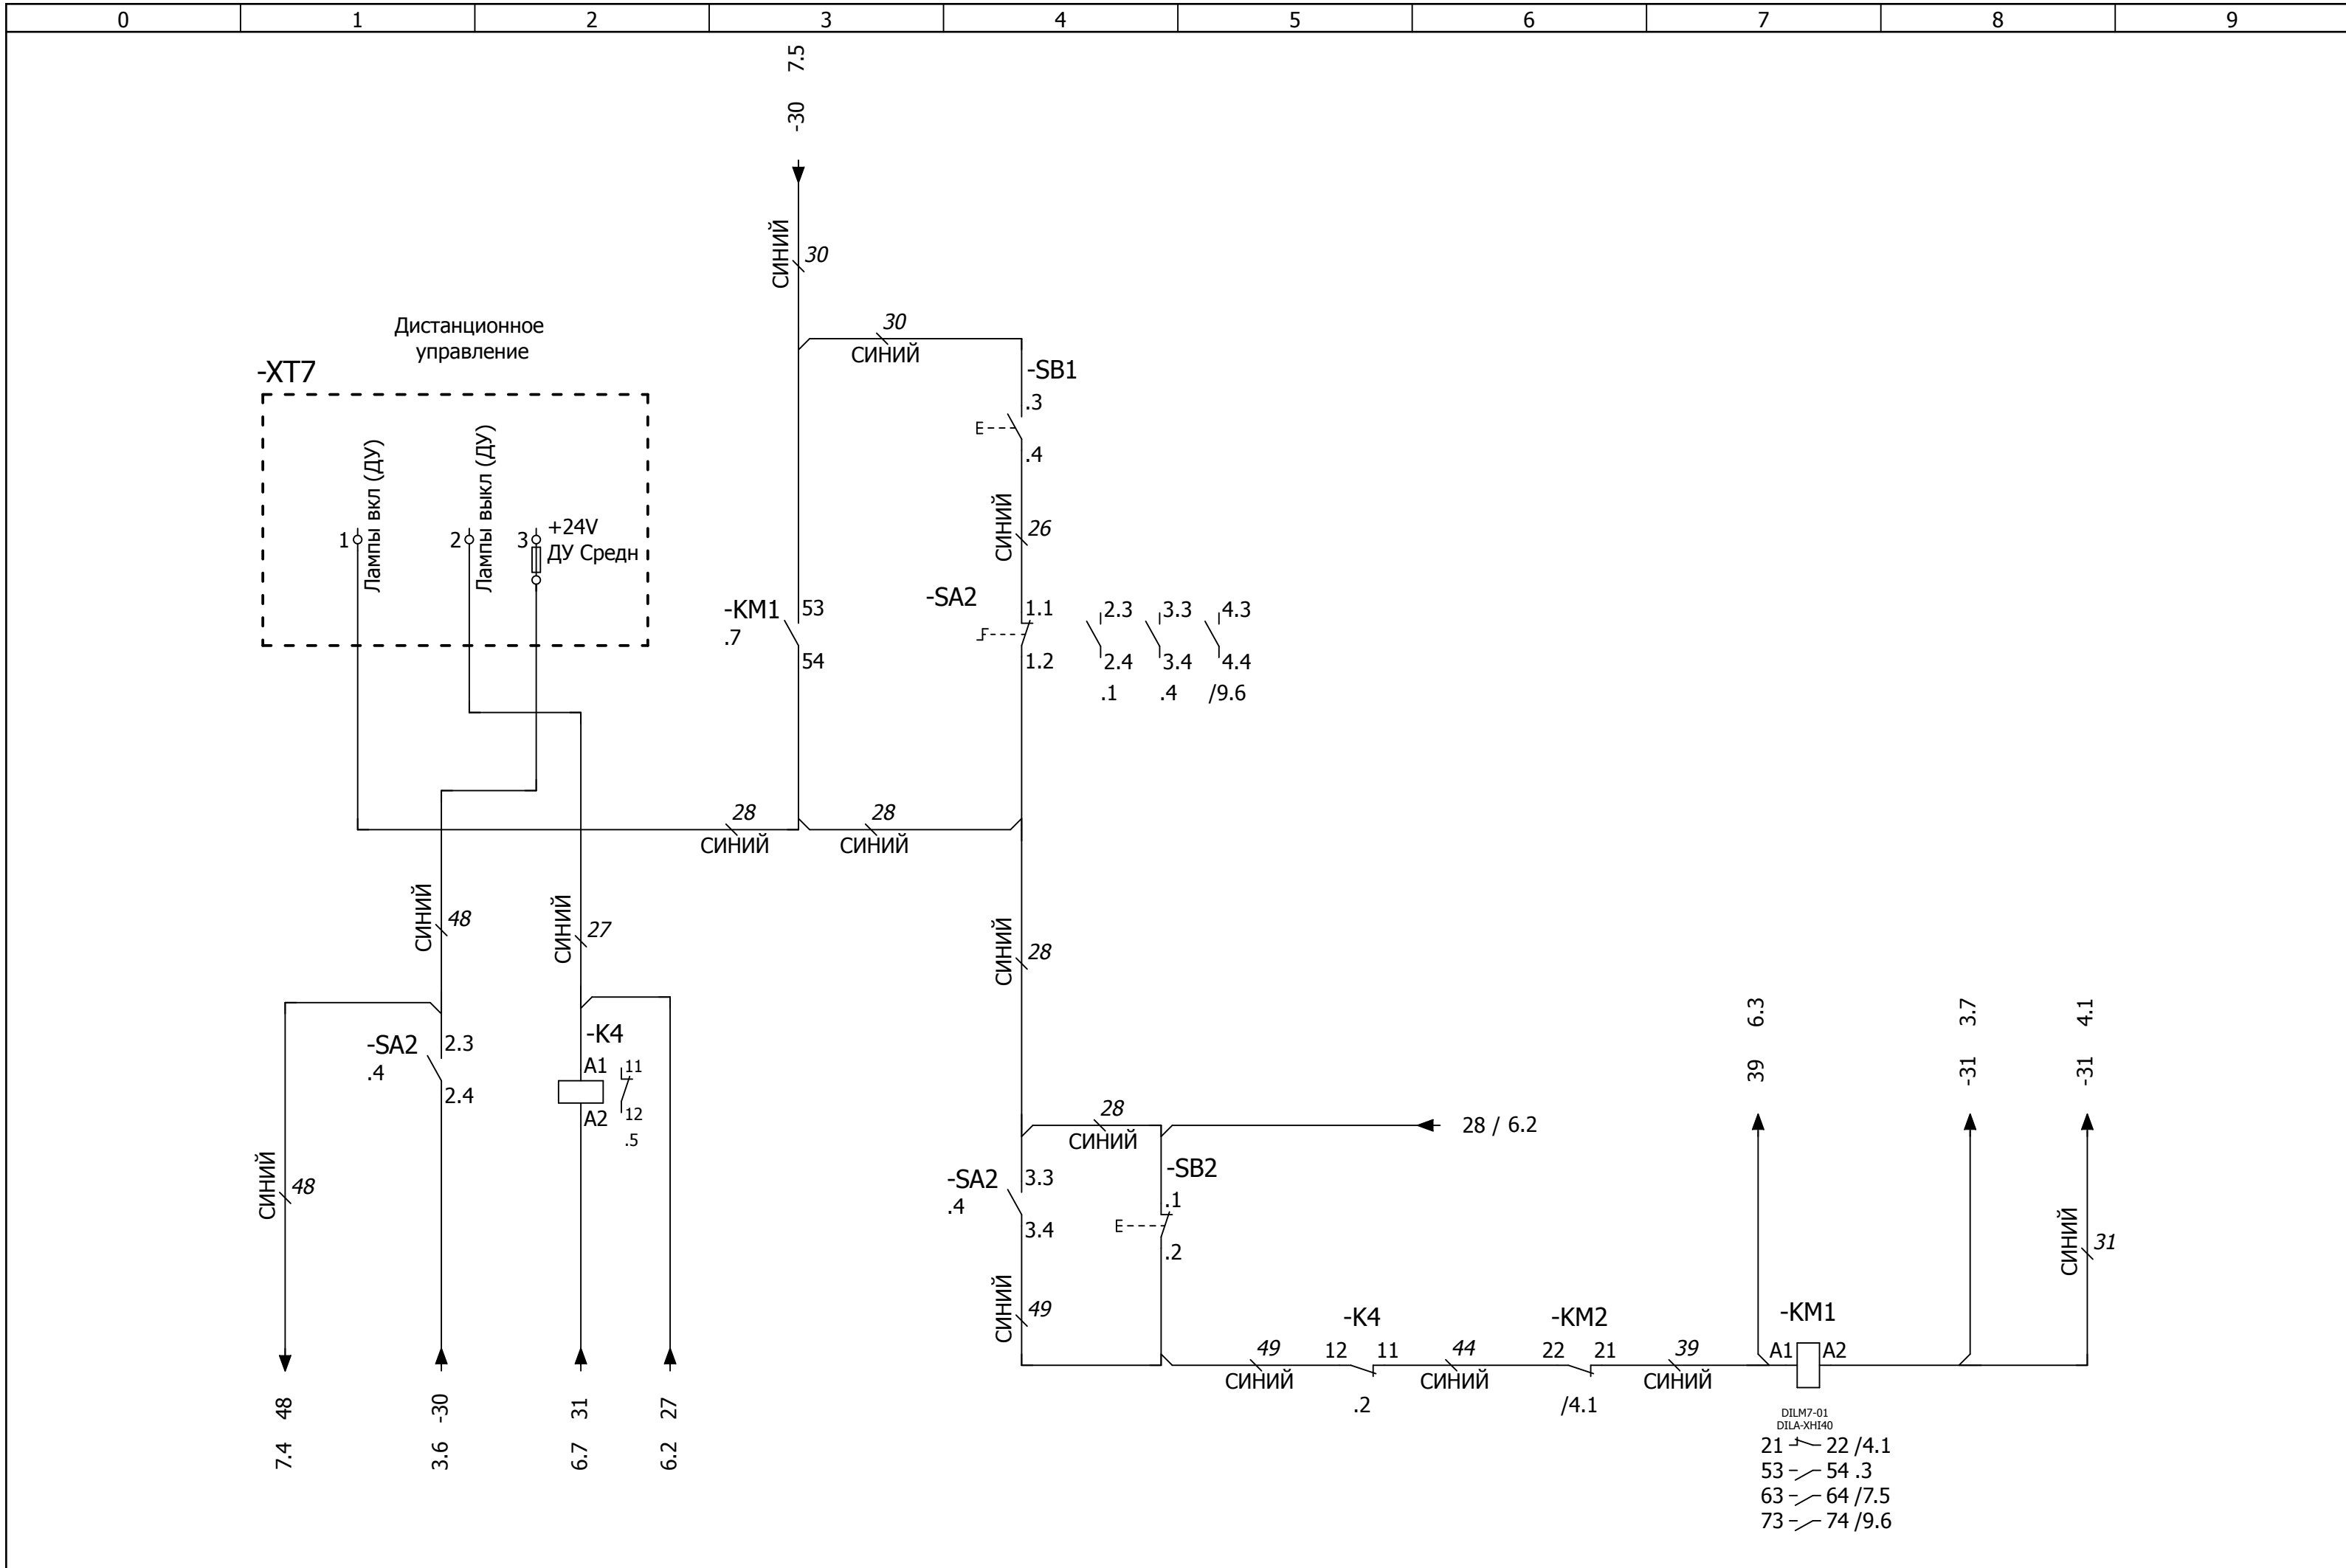 0 1 2 3 4 5 6 7 8 9
-30 7.5
СИНИЙ 30
30
СИНИЙ
Дистанционное
управление
-XT7
1 Лампы вкл (ДУ)
2 Лампы выкл (ДУ)
3 +24V
ДУ Средн
-SB1
.3
.4
СИНИЙ 26
-KM1 53
.7
54
-SA2 1.1
1.2
2.3 3.3 4.3
2.4 3.4 4.4
.1 .4 /9.6
28
СИНИЙ
28
СИНИЙ
СИНИЙ 48
СИНИЙ 27
СИНИЙ 28
-SA2 2.3
.4
2.4
-K4
A1 11
A2 12
.5
СИНИЙ 48
7.4 48
3.6 -30
6.7 31
6.2 27
28
СИНИЙ
28 / 6.2
-SA2 3.3
.4
3.4
-SB2
.1
.2
СИНИЙ 49
49
СИНИЙ
-K4
12 11
.2
44
СИНИЙ
-KM2
22 21
/4.1
39
СИНИЙ
39 6.3
-31 3.7
-31 4.1
СИНИЙ 31
-KM1
A1 A2
DILM7-01
DILA-XHI40
21 22 /4.1
53 54 .3
63 64 /7.5
73 74 /9.6